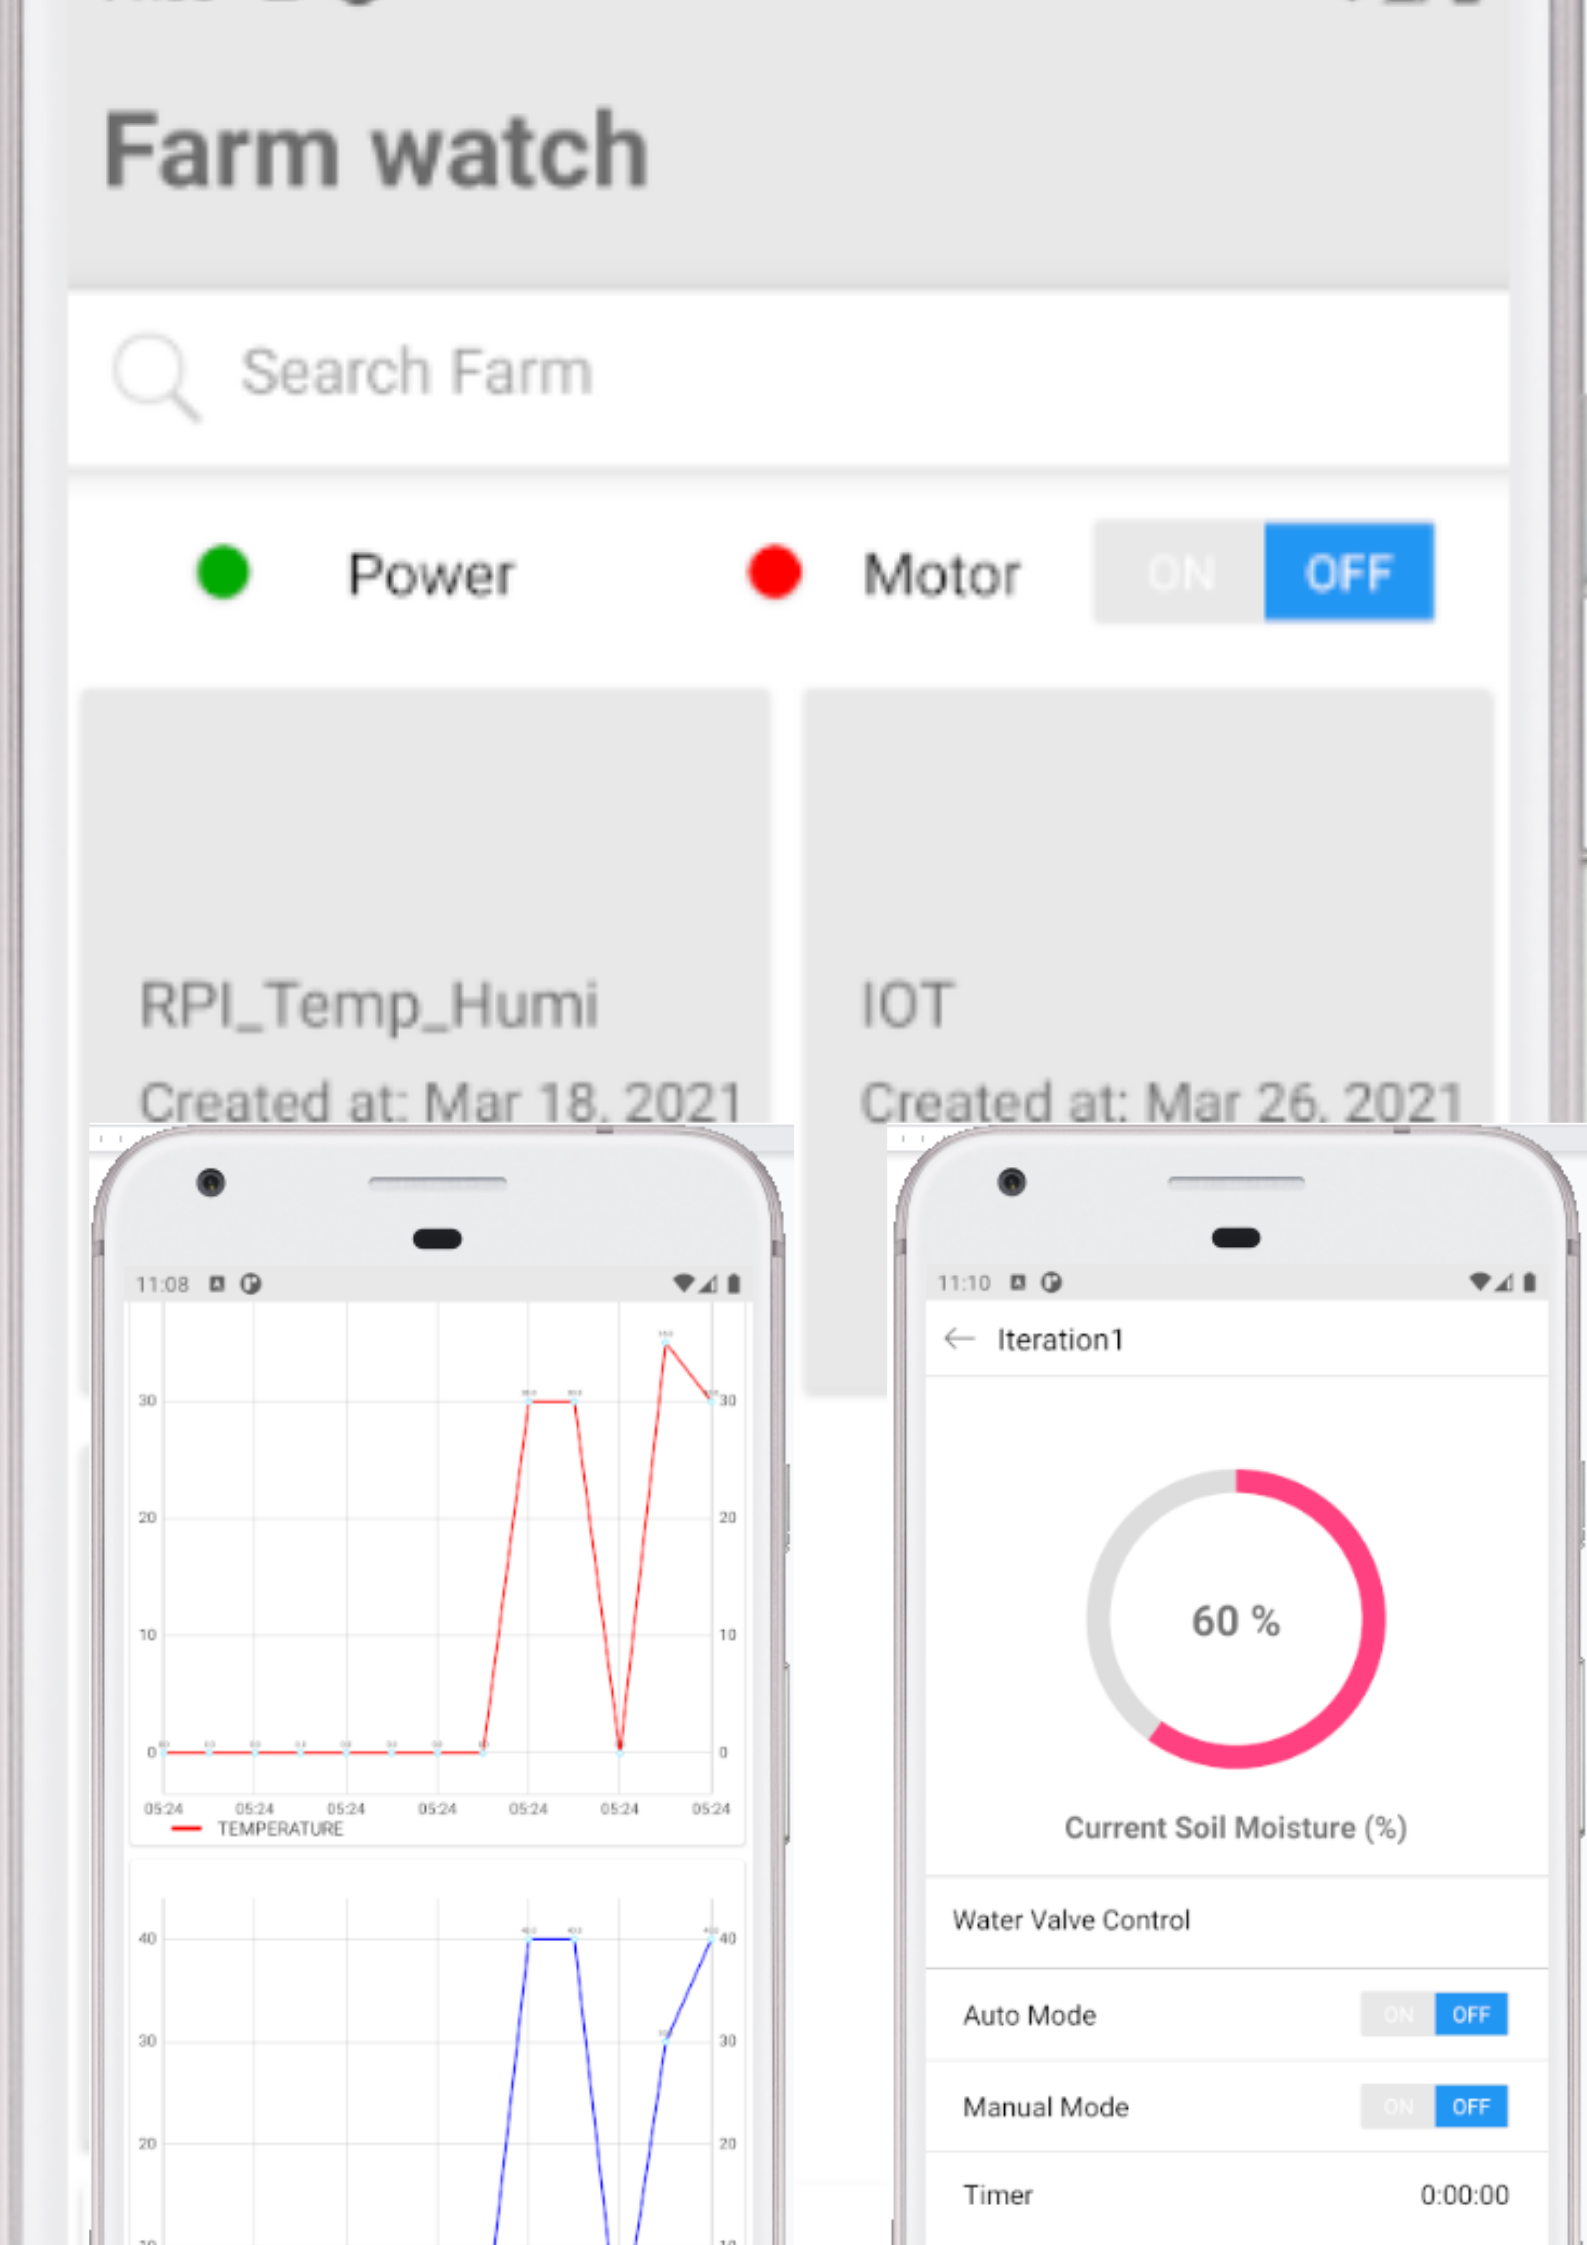 Farm watch
Search Farm
Power
Motor
ON
OFF
RPI_Temp_Humi
Created at: Mar 18, 2021
IOT
Created at: Mar 26, 2021
11:08
30
30
20
20
10
10
0
0
05:24 05:24 05:24 05:24 05:24 05:24 05:24
TEMPERATURE
40
40
30
30
20
20
11:10
Iteration1
60 %
Current Soil Moisture (%)
Water Valve Control
Auto Mode
ON
OFF
Manual Mode
ON
OFF
Timer
0:00:00